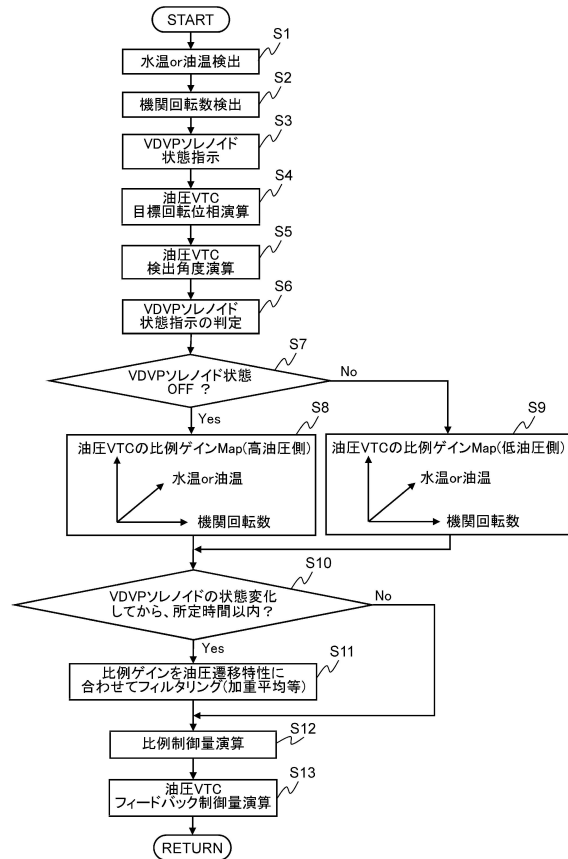 START
S1
水温or油温検出
S2
機関回転数検出
S3
VDVPソレノイド
状態指示
S4
油圧VTC
目標回転位相演算
S5
油圧VTC
検出角度演算
S6
VDVPソレノイド
状態指示の判定
S7
VDVPソレノイド状態
OFF ?
No
Yes
S8
油圧VTCの比例ゲインMap(高油圧側)
水温or油温
機関回転数
S9
油圧VTCの比例ゲインMap(低油圧側)
水温or油温
機関回転数
S10
VDVPソレノイドの状態変化
してから、所定時間以内?
No
Yes
S11
比例ゲインを油圧遷移特性に
合わせてフィルタリング(加重平均等)
S12
比例制御量演算
S13
油圧VTC
フィードバック制御量演算
RETURN